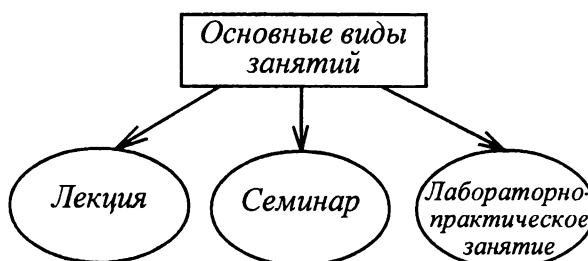 Основные виды
занятий
Лекция
Семинар
Лабораторно-
практическое
занятие